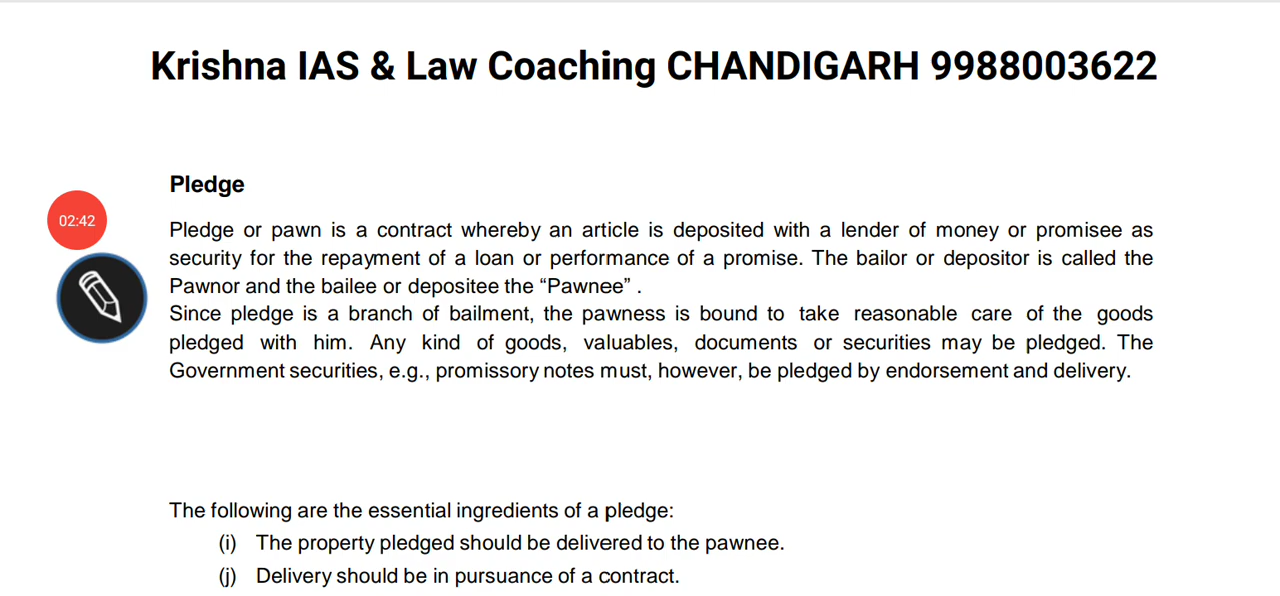 Krishna IAS & Law Coaching CHANDIGARH 9988003622
Pledge
02:42
Pledge or pawn is a contract whereby an article is deposited with a lender of money or promisee as
security for the repayment of a loan or performance of a promise. The bailor or depositor is called the
Pawnor and the bailee or depositee the “Pawnee” .
Since pledge is a branch of bailment, the pawness is bound to take reasonable care of the goods
pledged with him. Any kind of goods, valuables, documents or securities may be pledged. The
Government securities, e.g., promissory notes must, however, be pledged by endorsement and delivery.
The following are the essential ingredients of a pledge:
(i) The property pledged should be delivered to the pawnee.
(j) Delivery should be in pursuance of a contract.